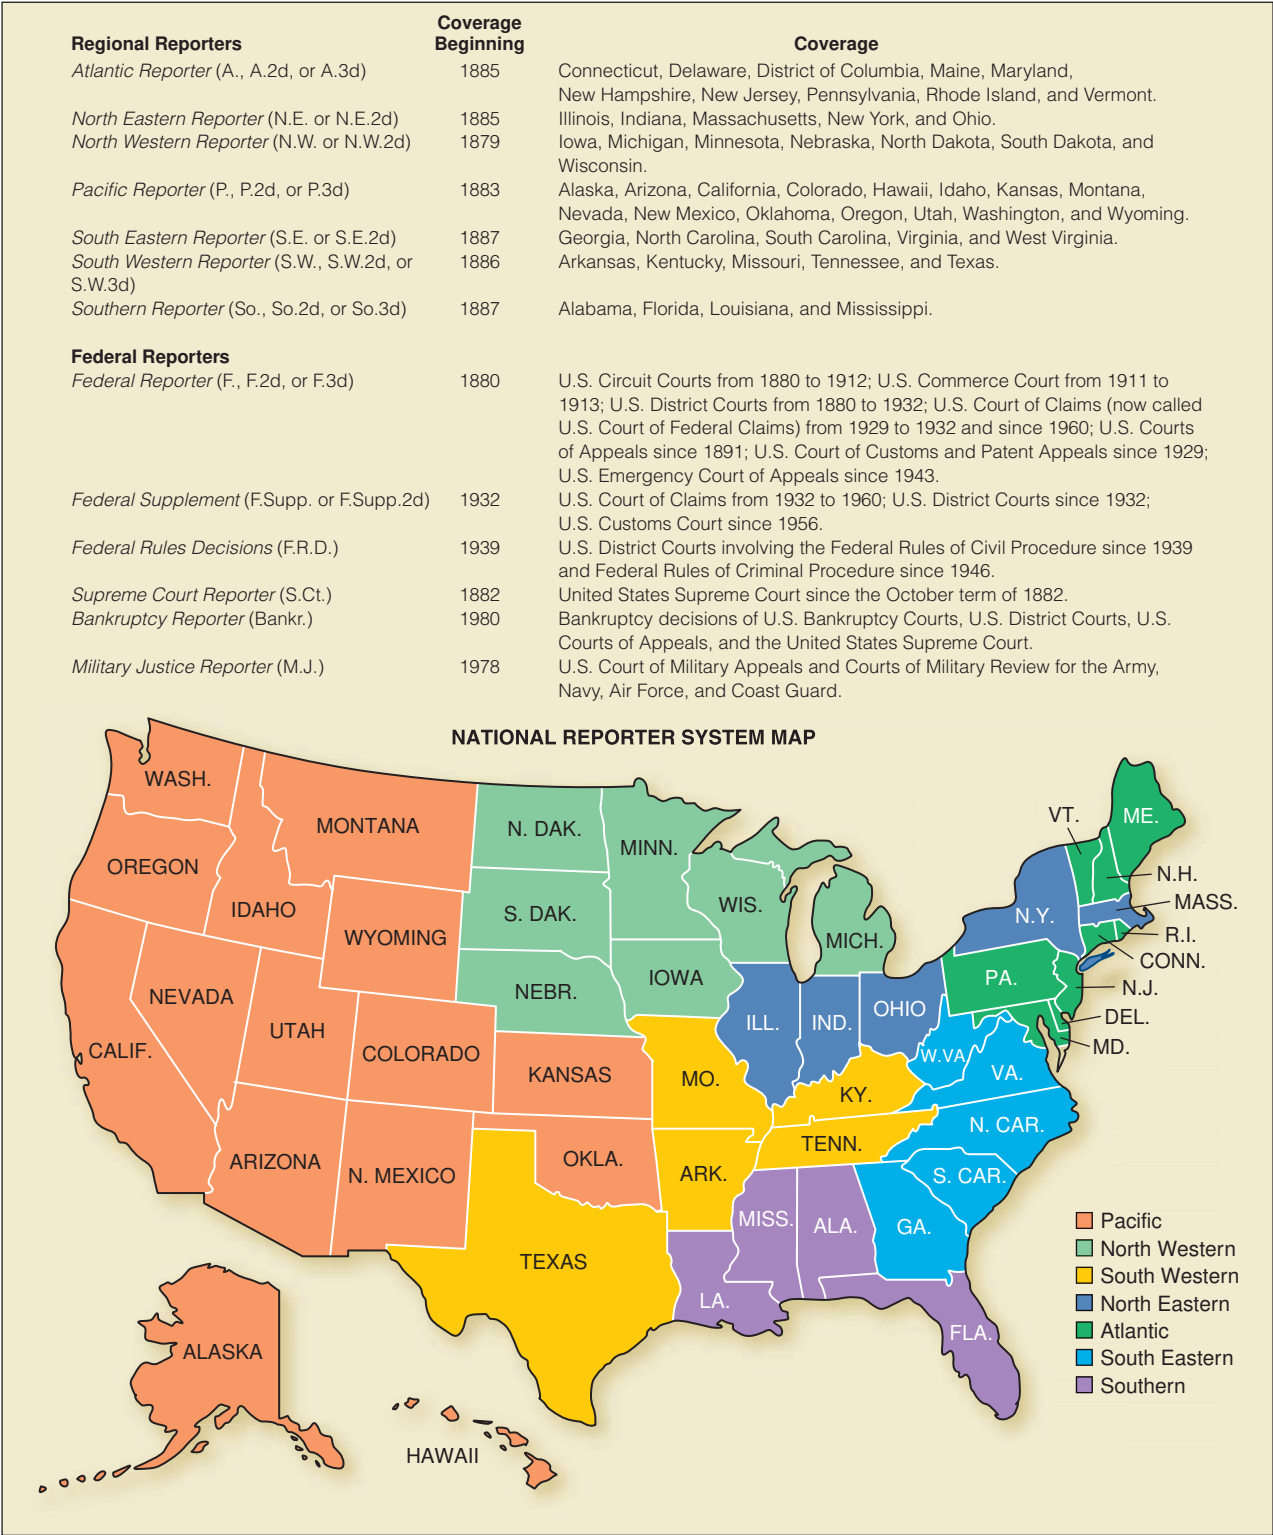 Regional Reporters Coverage Beginning Coverage
Atlantic Reporter (A., A.2d, or A.3d) 1885 Connecticut, Delaware, District of Columbia, Maine, Maryland,
New Hampshire, New Jersey, Pennsylvania, Rhode Island, and Vermont.
North Eastern Reporter (N.E. or N.E.2d) 1885 Illinois, Indiana, Massachusetts, New York, and Ohio.
North Western Reporter (N.W. or N.W.2d) 1879 Iowa, Michigan, Minnesota, Nebraska, North Dakota, South Dakota, and
Wisconsin.
Pacific Reporter (P., P.2d, or P.3d) 1883 Alaska, Arizona, California, Colorado, Hawaii, Idaho, Kansas, Montana,
Nevada, New Mexico, Oklahoma, Oregon, Utah, Washington, and Wyoming.
South Eastern Reporter (S.E. or S.E.2d) 1887 Georgia, North Carolina, South Carolina, Virginia, and West Virginia.
South Western Reporter (S.W., S.W.2d, or 1886 Arkansas, Kentucky, Missouri, Tennessee, and Texas.
S.W.3d)
Southern Reporter (So., So.2d, or So.3d) 1887 Alabama, Florida, Louisiana, and Mississippi.
Federal Reporters
Federal Reporter (F., F.2d, or F.3d) 1880 U.S. Circuit Courts from 1880 to 1912; U.S. Commerce Court from 1911 to
1913; U.S. District Courts from 1880 to 1932; U.S. Court of Claims (now called
U.S. Court of Federal Claims) from 1929 to 1932 and since 1960; U.S. Courts
of Appeals since 1891; U.S. Court of Customs and Patent Appeals since 1929;
U.S. Emergency Court of Appeals since 1943.
Federal Supplement (F.Supp. or F.Supp.2d) 1932 U.S. Court of Claims from 1932 to 1960; U.S. District Courts since 1932;
U.S. Customs Court since 1956.
Federal Rules Decisions (F.R.D.) 1939 U.S. District Courts involving the Federal Rules of Civil Procedure since 1939
and Federal Rules of Criminal Procedure since 1946.
Supreme Court Reporter (S.Ct.) 1882 United States Supreme Court since the October term of 1882.
Bankruptcy Reporter (Bankr.) 1980 Bankruptcy decisions of U.S. Bankruptcy Courts, U.S. District Courts, U.S.
Courts of Appeals, and the United States Supreme Court.
Military Justice Reporter (M.J.) 1978 U.S. Court of Military Appeals and Courts of Military Review for the Army,
Navy, Air Force, and Coast Guard.
NATIONAL REPORTER SYSTEM MAP
WASH.
MONTANA
N. DAK.
MINN.
VT.
ME.
OREGON
IDAHO
WYOMING
S. DAK.
WIS.
MICH.
N.Y.
N.H.
MASS.
R.I.
CONN.
NEVADA
UTAH
COLORADO
NEBR.
IOWA
ILL.
IND.
OHIO
PA.
N.J.
DEL.
MD.
CALIF.
KANSAS
MO.
KY.
W.VA
VA.
ARIZONA
N. MEXICO
OKLA.
ARK.
TENN.
N. CAR.
S. CAR.
TEXAS
LA.
MISS.
ALA.
GA.
FLA.
ALASKA
HAWAII
Pacific
North Western
South Western
North Eastern
Atlantic
South Eastern
Southern